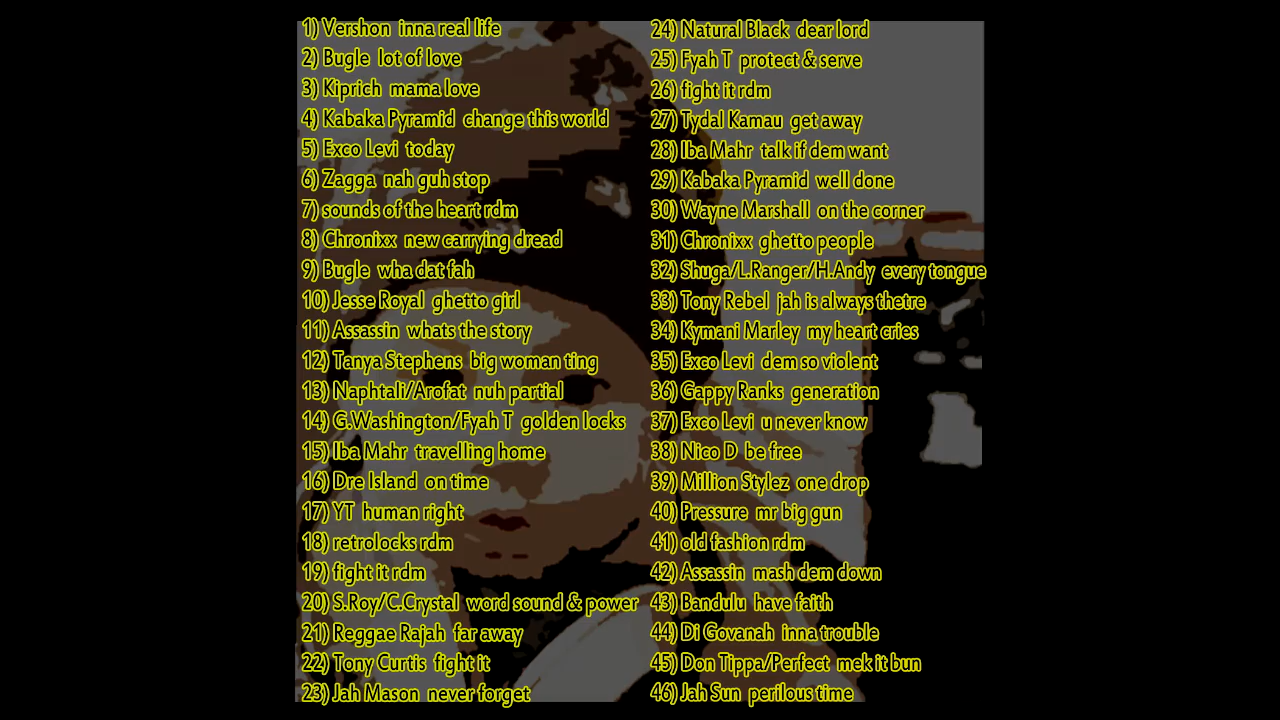 1) Vershon inna real life
2) Bugle lot of love
3) Kiprich mama love
4) Kabaka Pyramid change this world
5) Exco Levi today
6) Zagga nah guh stop
7) sounds of the heart rdm
8) Chronixx new carrying dread
9) Bugle wha dat fah
10) Jesse Royal ghetto girl
11) Assassin whats the story
12) Tanya Stephens big woman ting
13) Naphtali/Arofat nuh partial
14) G.Washington/Fyah T golden locks
15) Iba Mahr travelling home
16) Dre Island on time
17) YT human right
18) retrolocks rdm
19) fight it rdm
20) S.Roy/C.Crystal word sound & power
21) Reggae Rajah far away
22) Tony Curtis fight it
23) Jah Mason never forget
24) Natural Black dear lord
25) Fyah T protect & serve
26) fight it rdm
27) Tydal Kamau get away
28) Iba Mahr talk if dem want
29) Kabaka Pyramid well done
30) Wayne Marshall on the corner
31) Chronixx ghetto people
32) Shuga/L.Ranger/H.Andy every tongue
33) Tony Rebel jah is always thetre
34) Kymani Marley my heart cries
35) Exco Levi dem so violent
36) Gappy Ranks generation
37) Exco Levi u never know
38) Nico D be free
39) Million Stylez one drop
40) Pressure mr big gun
41) old fashion rdm
42) Assassin mash dem down
43) Bandulu have faith
44) Di Govanah inna trouble
45) Don Tippa/Perfect mek it bun
46) Jah Sun perilous time